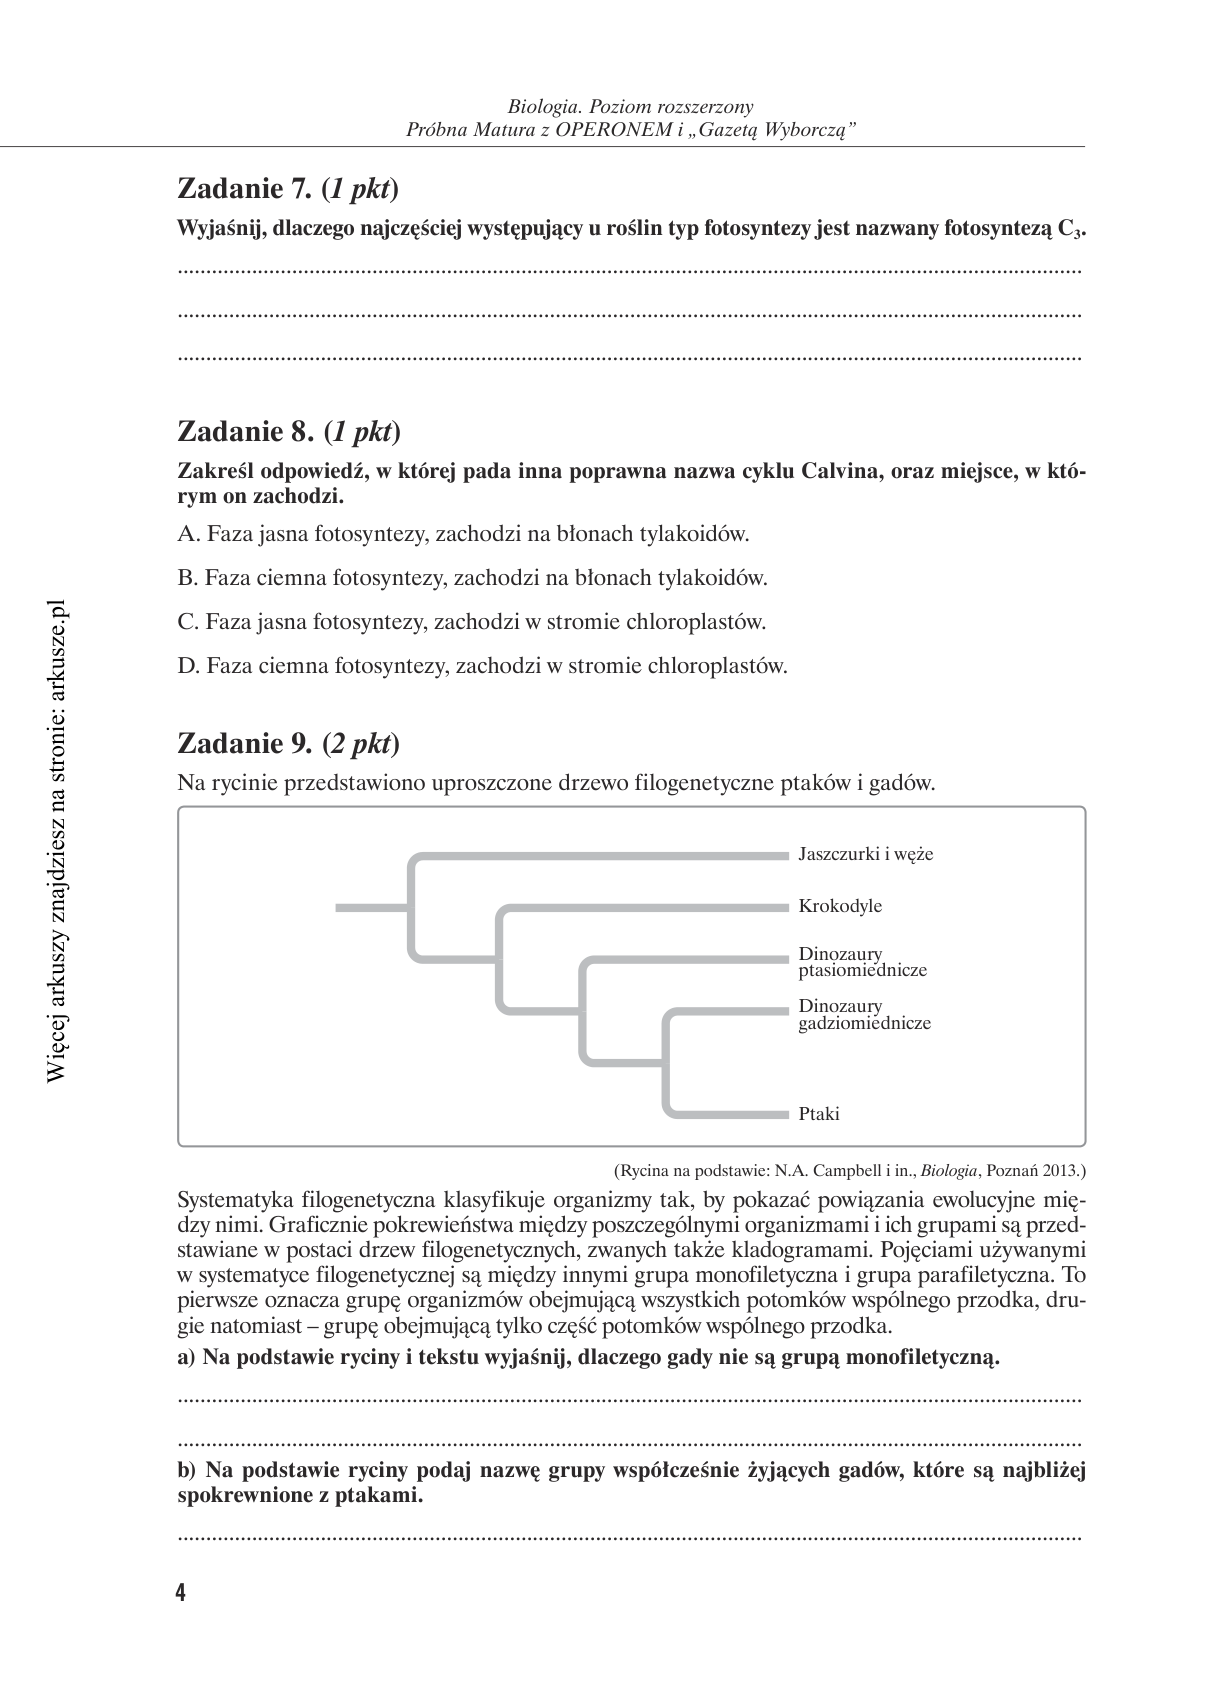 Biologia. Poziom rozszerzony
Próbna Matura z OPERONEM i „Gazetą Wyborczą”
Zadanie 7. (1 pkt)
Wyjaśnij, dlaczego najczęściej występujący u roślin typ fotosyntezy jest nazwany fotosyntezą C₃.
Zadanie 8. (1 pkt)
Zakreśl odpowiedź, w której pada inna poprawna nazwa cyklu Calvina, oraz miejsce, w któ-
rym on zachodzi.
A. Faza jasna fotosyntezy, zachodzi na błonach tylakoidów.
B. Faza ciemna fotosyntezy, zachodzi na błonach tylakoidów.
C. Faza jasna fotosyntezy, zachodzi w stromie chloroplastów.
D. Faza ciemna fotosyntezy, zachodzi w stromie chloroplastów.
Zadanie 9. (2 pkt)
Na rycinie przedstawiono uproszczone drzewo filogenetyczne ptaków i gadów.
Jaszczurki i węże
Krokodyle
Dinozaury
ptasiomiednicze
Dinozaury
gadziomiednicze
Ptaki
(Rycina na podstawie: N.A. Campbell i in., Biologia, Poznań 2013.)
Systematyka filogenetyczna klasyfikuje organizmy tak, by pokazać powiązania ewolucyjne mię-
dzy nimi. Graficznie pokrewieństwa między poszczególnymi organizmami i ich grupami są przed-
stawiane w postaci drzew filogenetycznych, zwanych także kladogramami. Pojęciami używanymi
w systematyce filogenetycznej są między innymi grupa monofiletyczna i grupa parafiletyczna. To
pierwsze oznacza grupę organizmów obejmującą wszystkich potomków wspólnego przodka, dru-
gie natomiast – grupę obejmującą tylko część potomków wspólnego przodka.
a) Na podstawie ryciny i tekstu wyjaśnij, dlaczego gady nie są grupą monofiletyczną.
b) Na podstawie ryciny podaj nazwę grupy współcześnie żyjących gadów, które są najbliżej
spokrewnione z ptakami.
4
Więcej arkuszy znajdziesz na stronie: arkusze.pl